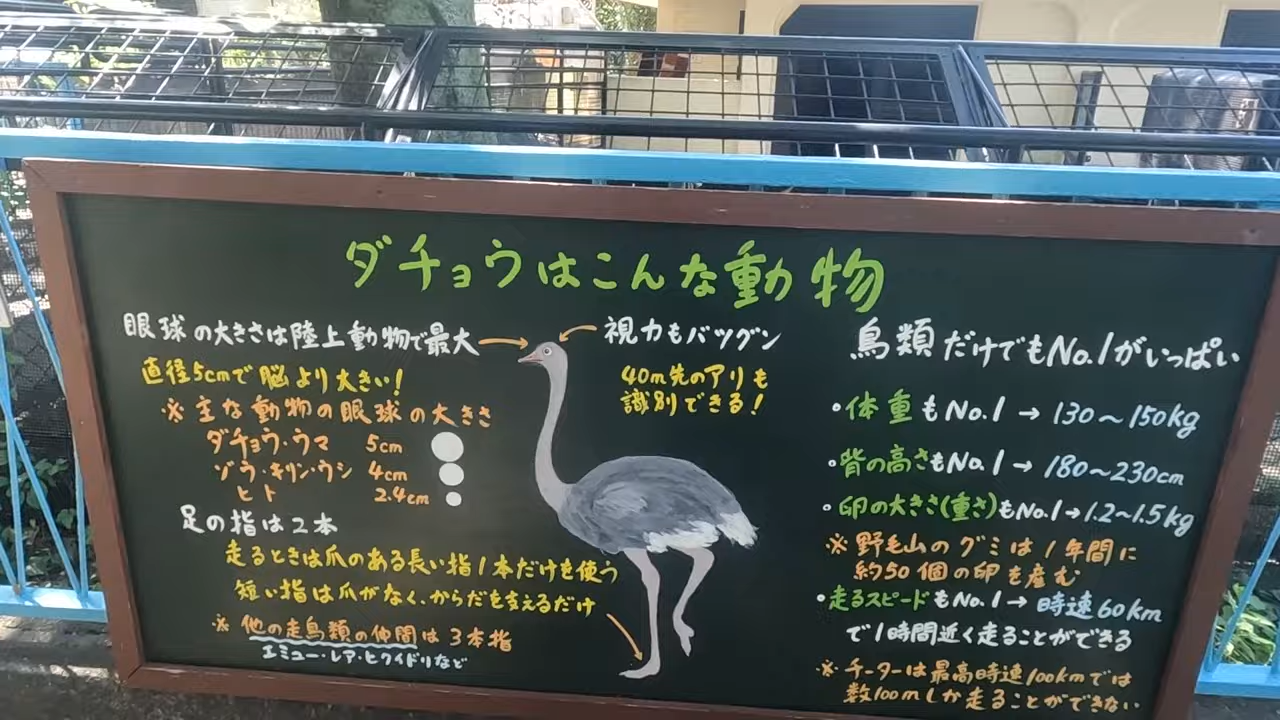 ダチョウはこんな動物
眼球の大きさは陸上動物で最大
直径5cmで脳より大きい!
※主な動物の眼球の大きさ
ダチョウ・ウマ 5cm
ゾウ・キリン・ウシ 4cm
ヒト 2.4cm
足の指は2本
走るときは爪のある長い指1本だけを使う
短い指は爪がなく、からだを支えるだけ
※他の走鳥類の仲間は3本指
エミュー・レア・ヒクイドリなど
視力もバツグン
40m先のアリも
識別できる!
鳥類だけでもNo.1がいっぱい
・体重もNo.1→130~150kg
・背の高さもNo.1→180~230cm
・卵の大きさ(重さ)もNo.1→1.2~1.5kg
※野毛山のグミは1年間に
約50個の卵を産む
・走るスピードもNo.1→時速60km
で1時間近く走ることができる
※チーターは最高時速100kmでは
数100mしか走ることができない